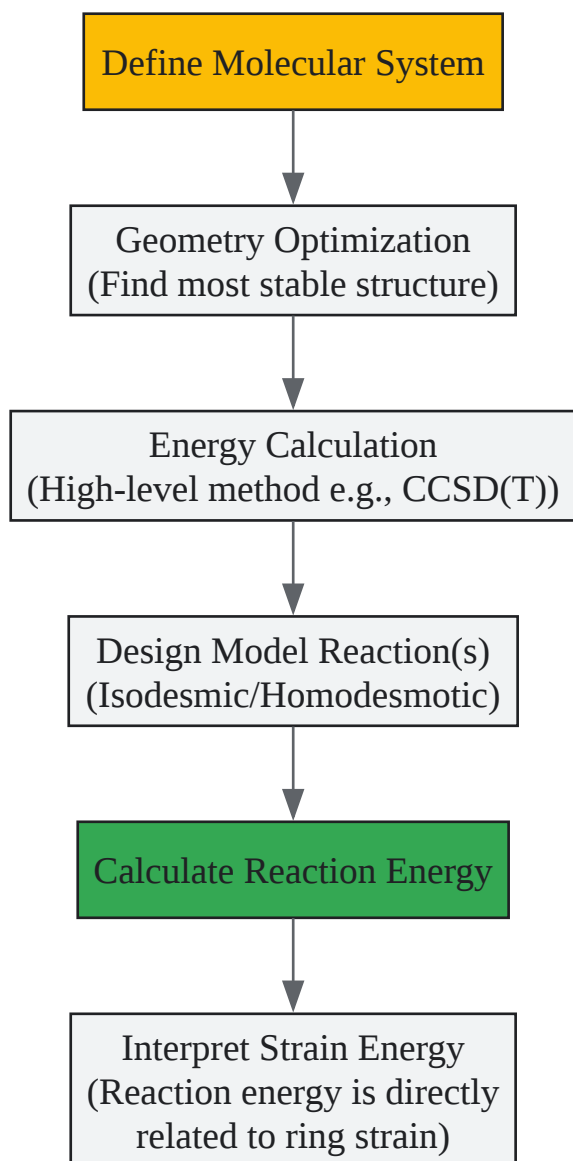 Define Molecular System
Geometry Optimization
(Find most stable structure)
Energy Calculation
(High-level method e.g., CCSD(T))
Design Model Reaction(s)
(Isodesmic/Homodesmotic)
Calculate Reaction Energy
Interpret Strain Energy
(Reaction energy is directly
related to ring strain)